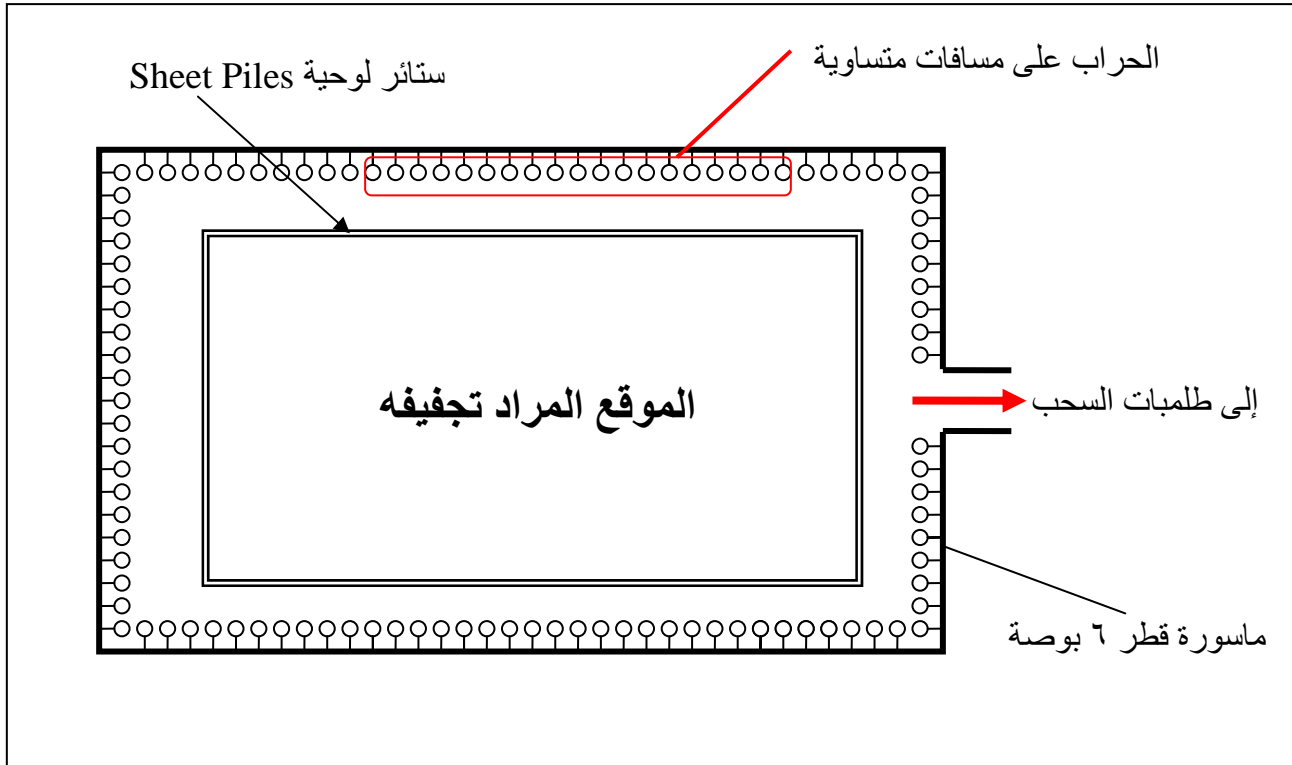 الحراب على مسافات متساوية
ستائر لوحية Sheet Piles
الموقع المراد تجفيفه
إلى طلمبات السحب
ماسورة قطر ٦ بوصة